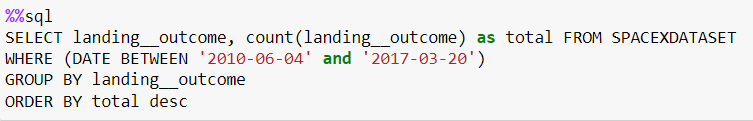 %%sql
SELECT landing__outcome, count(landing__outcome) as total FROM SPACEXDATASET
WHERE (DATE BETWEEN '2010-06-04' and '2017-03-20')
GROUP BY landing__outcome
ORDER BY total desc